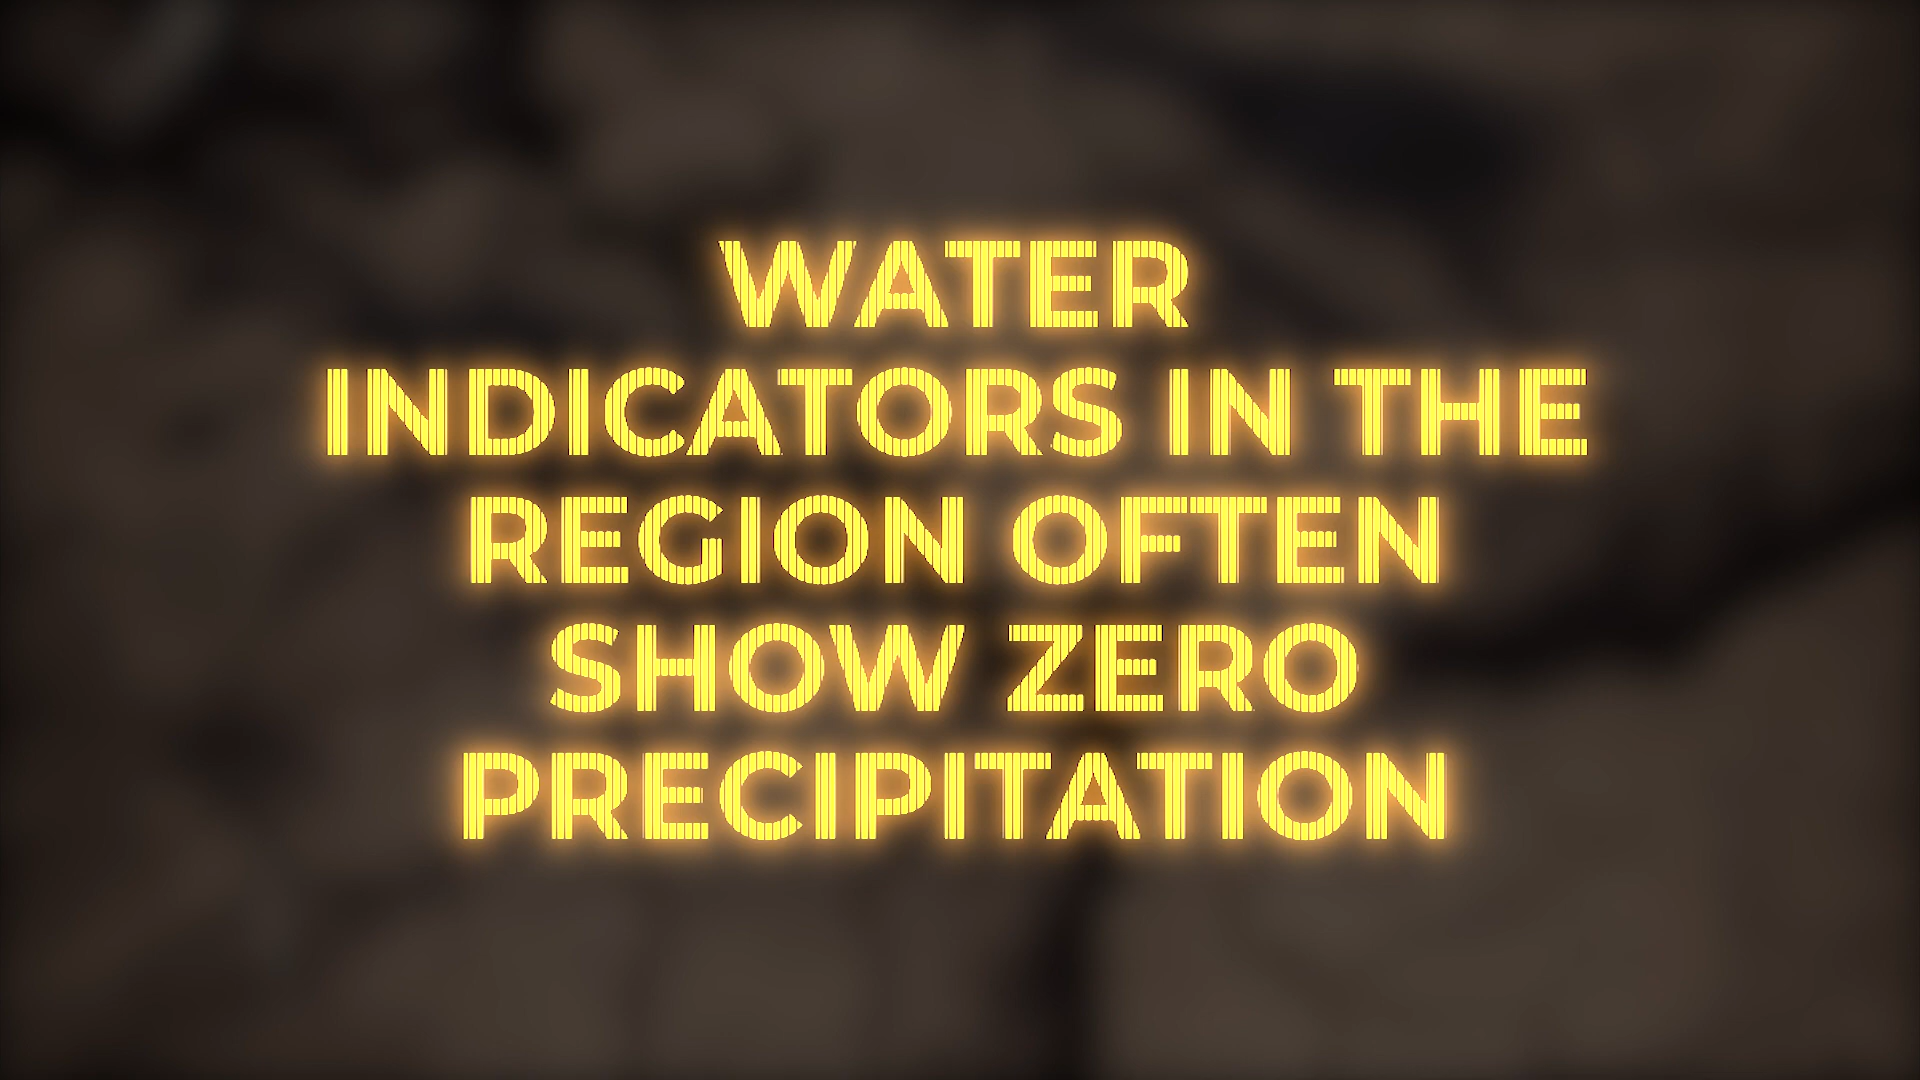 WATER
INDICATORS IN THE
REGION OFTEN
SHOW ZERO
PRECIPITATION